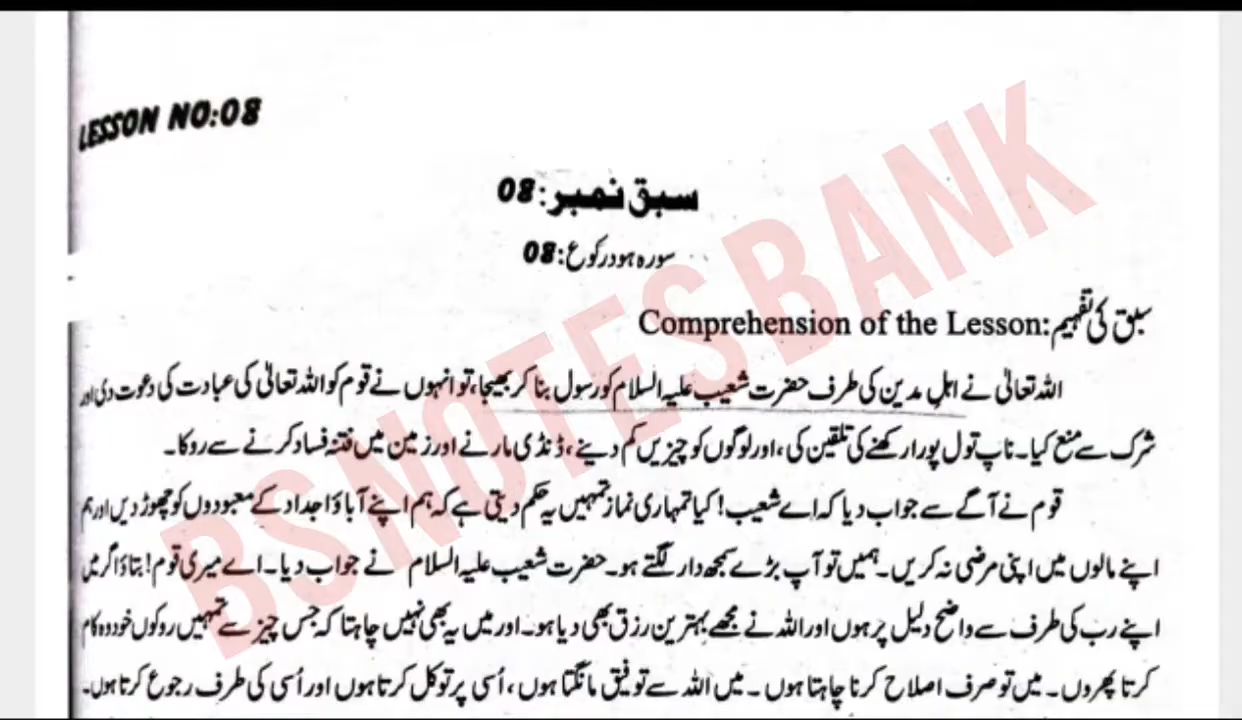 LESSON NO:08
سبق نمبر:08
سورہ ہود رکوع:08
سبق کی تفہیم:Comprehension of the Lesson
اللہ تعالیٰ نے اہلِ مدین کی طرف حضرت شعیب علیہ السلام کو رسول بنا کر بھیجا، تو انہوں نے قوم کو اللہ تعالیٰ کی عبادت کی دعوت دی اور
شرک سے منع کیا۔ ناپ تول پورا رکھنے کی تلقین کی، اور لوگوں کو چیزیں کم دینے، ڈنڈی مارنے اور زمین میں فتنہ فساد کرنے سے روکا۔
قوم نے آگے سے جواب دیا کہ اے شعیب! کیا تمہاری نماز تمہیں یہ حکم دیتی ہے کہ ہم اپنے آباؤ اجداد کے معبودوں کو چھوڑ دیں اور ہم
اپنے مالوں میں اپنی مرضی نہ کریں۔ ہمیں تو آپ بڑے سمجھ دار لگتے ہو۔ حضرت شعیب علیہ السلام نے جواب دیا۔ اے میری قوم! بتاؤ اگر میں
اپنے رب کی طرف سے واضح دلیل پر ہوں اور اللہ نے مجھے بہترین رزق بھی دیا ہو۔ اور میں یہ بھی نہیں چاہتا کہ جس چیز سے تمہیں روکوں خود وہ کام
کرتا پھروں۔ میں تو صرف اصلاح کرنا چاہتا ہوں۔ میں اللہ سے توفیق مانگتا ہوں، اُسی پر توکل کرتا ہوں اور اُسی کی طرف رجوع کرتا ہوں۔
BSNOTES BANK